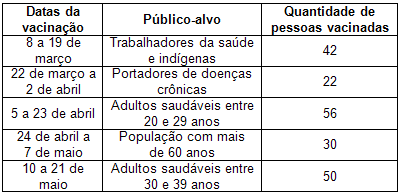 Datas da vacinação Público-alvo Quantidade de pessoas vacinadas
8 a 19 de março Trabalhadores da saúde e indígenas 42
22 de março a 2 de abril Portadores de doenças crônicas 22
5 a 23 de abril Adultos saudáveis entre 20 e 29 anos 56
24 de abril a 7 de maio População com mais de 60 anos 30
10 a 21 de maio Adultos saudáveis entre 30 e 39 anos 50